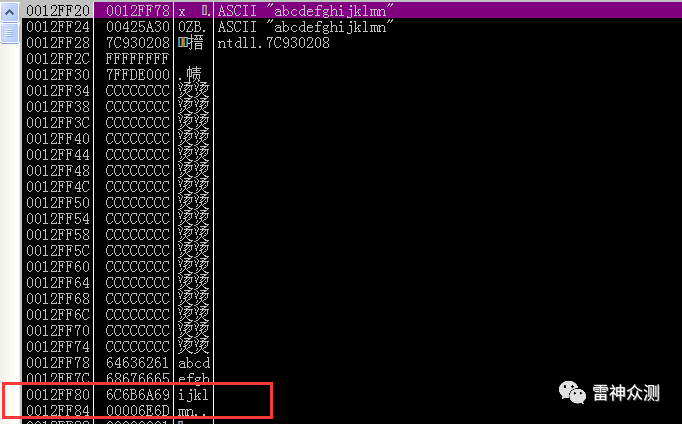 0012FF20 0012FF78 x ASCII "abcdefghijklmn"
0012FF24 00425A30 0ZB. ASCII "abcdefghijklmn"
0012FF28 7C930208 ntdll.7C930208
0012FF2C FFFFFFFF
0012FF30 7FFDE000
0012FF34 CCCCCCCC 烫烫
0012FF38 CCCCCCCC 烫烫
0012FF3C CCCCCCCC 烫烫
0012FF40 CCCCCCCC 烫烫
0012FF44 CCCCCCCC 烫烫
0012FF48 CCCCCCCC 烫烫
0012FF4C CCCCCCCC 烫烫
0012FF50 CCCCCCCC 烫烫
0012FF54 CCCCCCCC 烫烫
0012FF58 CCCCCCCC 烫烫
0012FF5C CCCCCCCC 烫烫
0012FF60 CCCCCCCC 烫烫
0012FF64 CCCCCCCC 烫烫
0012FF68 CCCCCCCC 烫烫
0012FF6C CCCCCCCC 烫烫
0012FF70 CCCCCCCC 烫烫
0012FF74 CCCCCCCC 烫烫
0012FF78 64636261 abcd
0012FF7C 68676665 efgh
0012FF80 6C6B6A69 ijkl
0012FF84 00006E6D mn..
雷神众测